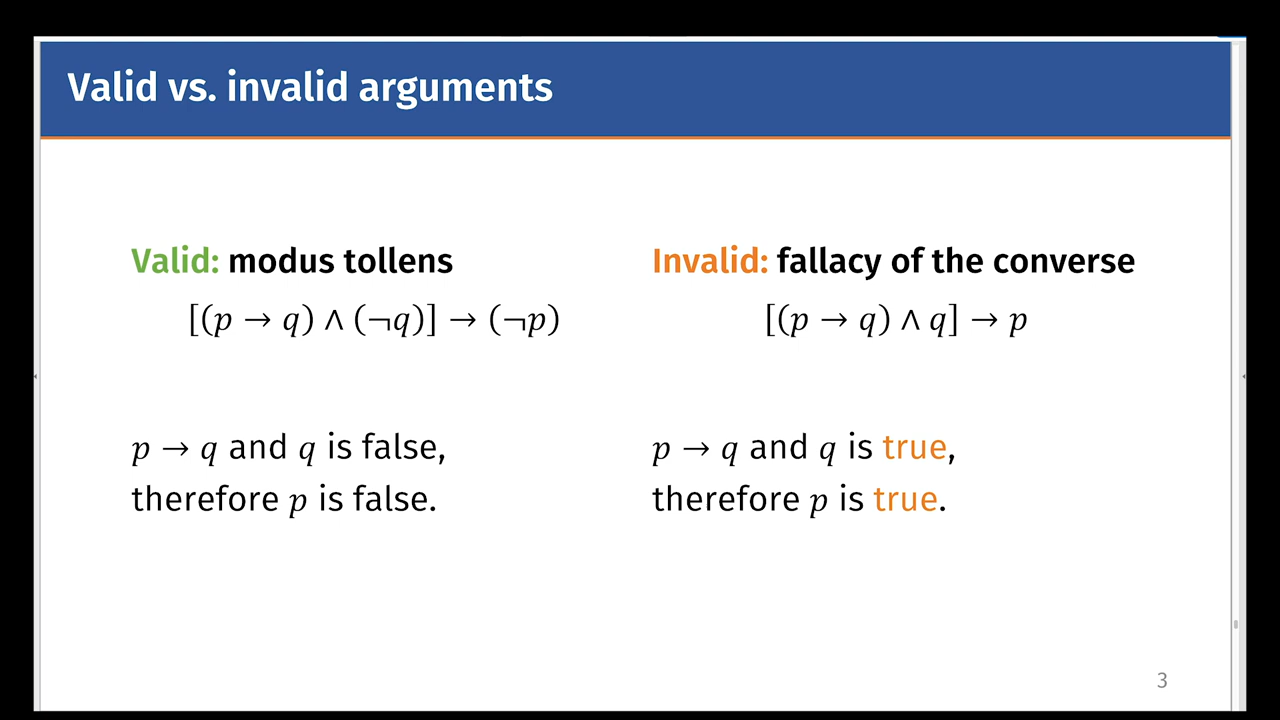 Valid vs. invalid arguments
Valid: modus tollens
[(p → q) ∧ (¬q)] → (¬p)
p → q and q is false,
therefore p is false.
Invalid: fallacy of the converse
[(p → q) ∧ q] → p
p → q and q is true,
therefore p is true.
3